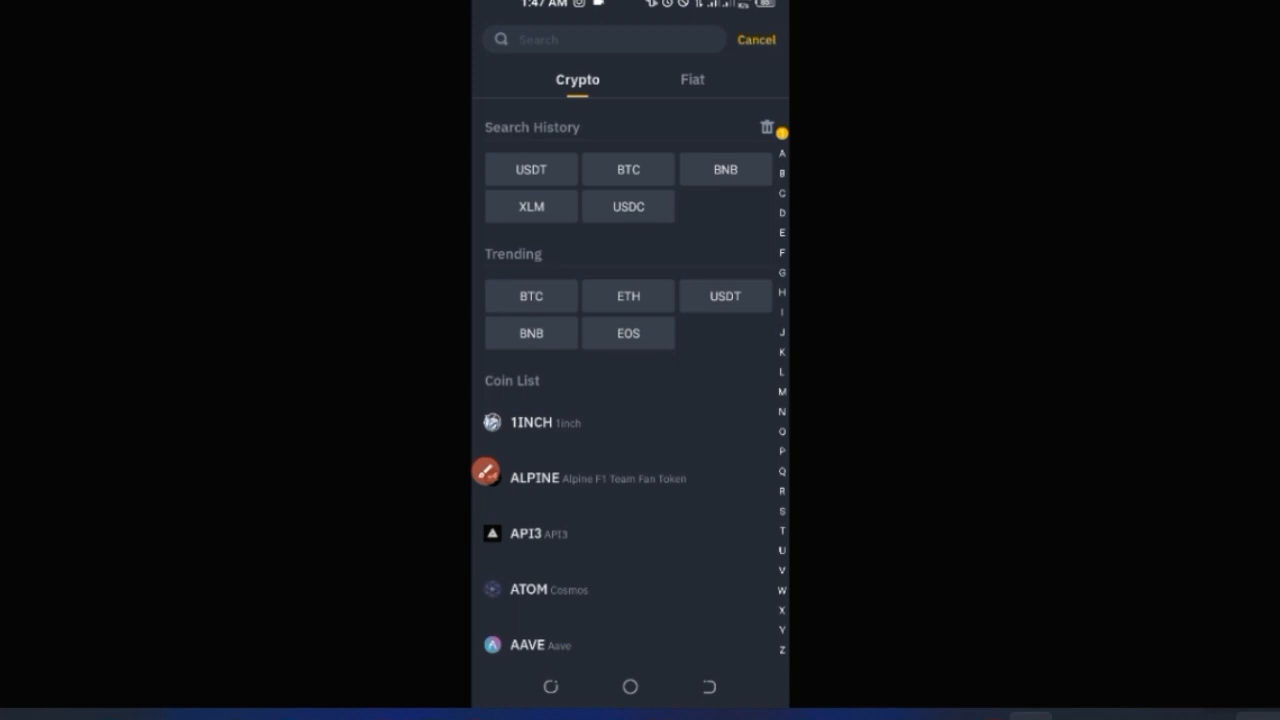 1:47 AM
Search Cancel
Crypto Fiat
Search History
USDT BTC BNB
XLM USDC
Trending
BTC ETH USDT
BNB EOS
Coin List
1INCH 1inch
ALPINE Alpine F1 Team Fan Token
API3 API3
ATOM Cosmos
AAVE Aave
A
B
C
D
E
F
G
H
I
J
K
L
M
N
O
P
Q
R
S
T
U
V
W
X
Y
Z